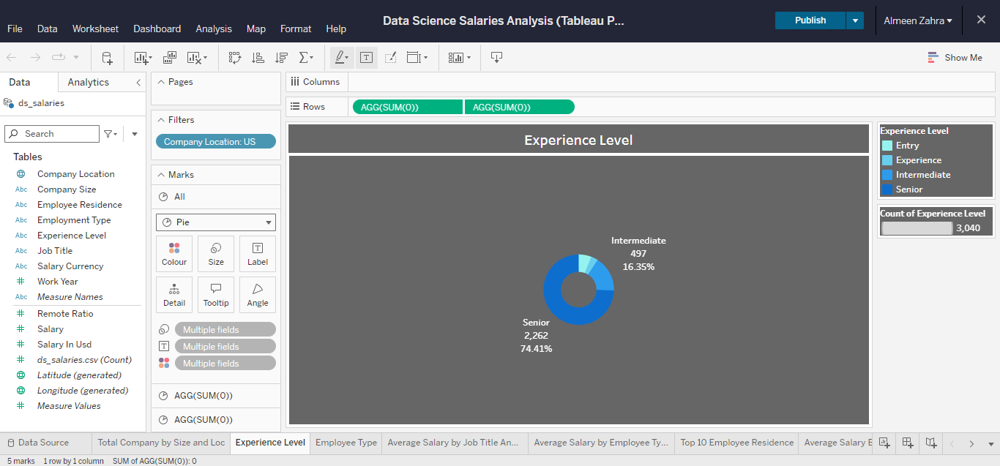 Data Science Salaries Analysis (Tableau P...
Publish
Almeen Zahra
File Data Worksheet Dashboard Analysis Map Format Help
Show Me
Data Analytics
ds_salaries
Search
Tables
Company Location
Abc Company Size
Abc Employee Residence
Abc Employment Type
Abc Experience Level
Abc Job Title
Abc Salary Currency
Work Year
Abc Measure Names
Remote Ratio
Salary
Salary In Usd
ds_salaries.csv (Count)
Latitude (generated)
Longitude (generated)
Measure Values
Pages
Filters
Company Location: US
Marks
All
Pie
Colour Size Label
Detail Tooltip Angle
Multiple fields
Multiple fields
Multiple fields
AGG(SUM(0))
AGG(SUM(0))
Columns
Rows AGG(SUM(0)) AGG(SUM(0))
Experience Level
Intermediate
497
16.35%
Senior
2,262
74.41%
Experience Level
Entry
Experience
Intermediate
Senior
Count of Experience Level
3,040
Data Source Total Company by Size and Loc Experience Level Employee Type Average Salary by Job Title An... Average Salary by Employee Ty... Top 10 Employee Residence Average Salary E
5 marks 1 row by 1 column SUM of AGG(SUM(0)): 0